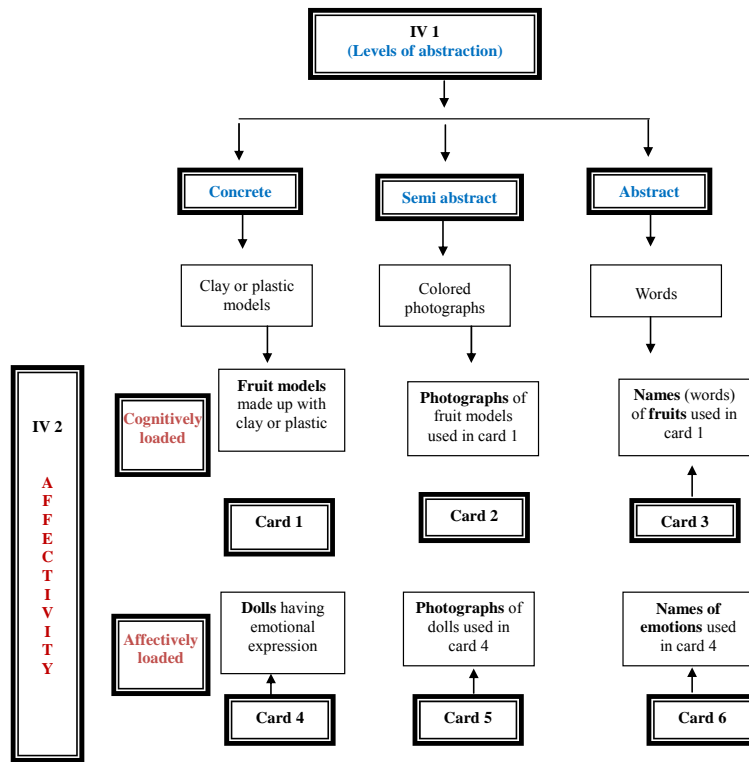 IV 1
(Levels of abstraction)
Concrete
Semi abstract
Abstract
Clay or plastic
models
Colored
photographs
Words
IV 2
A
F
F
E
C
T
I
V
I
T
Y
Cognitively
loaded
Fruit models
made up with
clay or plastic
Photographs of
fruit models
used in card 1
Names (words)
of fruits used in
card 1
Card 1
Card 2
Card 3
Affectively
loaded
Dolls having
emotional
expression
Photographs of
dolls used in
card 4
Names of
emotions used
in card 4
Card 4
Card 5
Card 6